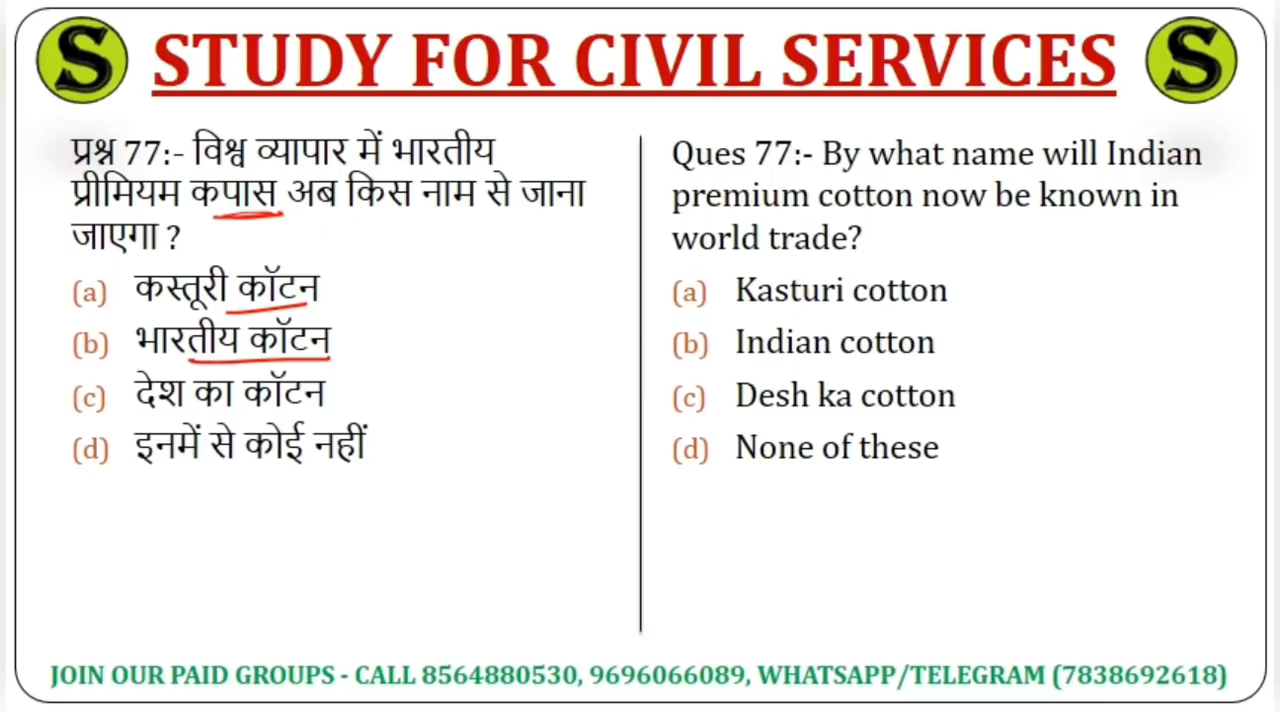 S STUDY FOR CIVIL SERVICES S
प्रश्न 77:- विश्व व्यापार में भारतीय
प्रीमियम कपास अब किस नाम से जाना
जाएगा ?
(a) कस्तूरी कॉटन
(b) भारतीय कॉटन
(c) देश का कॉटन
(d) इनमें से कोई नहीं
Ques 77:- By what name will Indian
premium cotton now be known in
world trade?
(a) Kasturi cotton
(b) Indian cotton
(c) Desh ka cotton
(d) None of these
JOIN OUR PAID GROUPS - CALL 8564880530, 9696066089, WHATSAPP/TELEGRAM (7838692618)